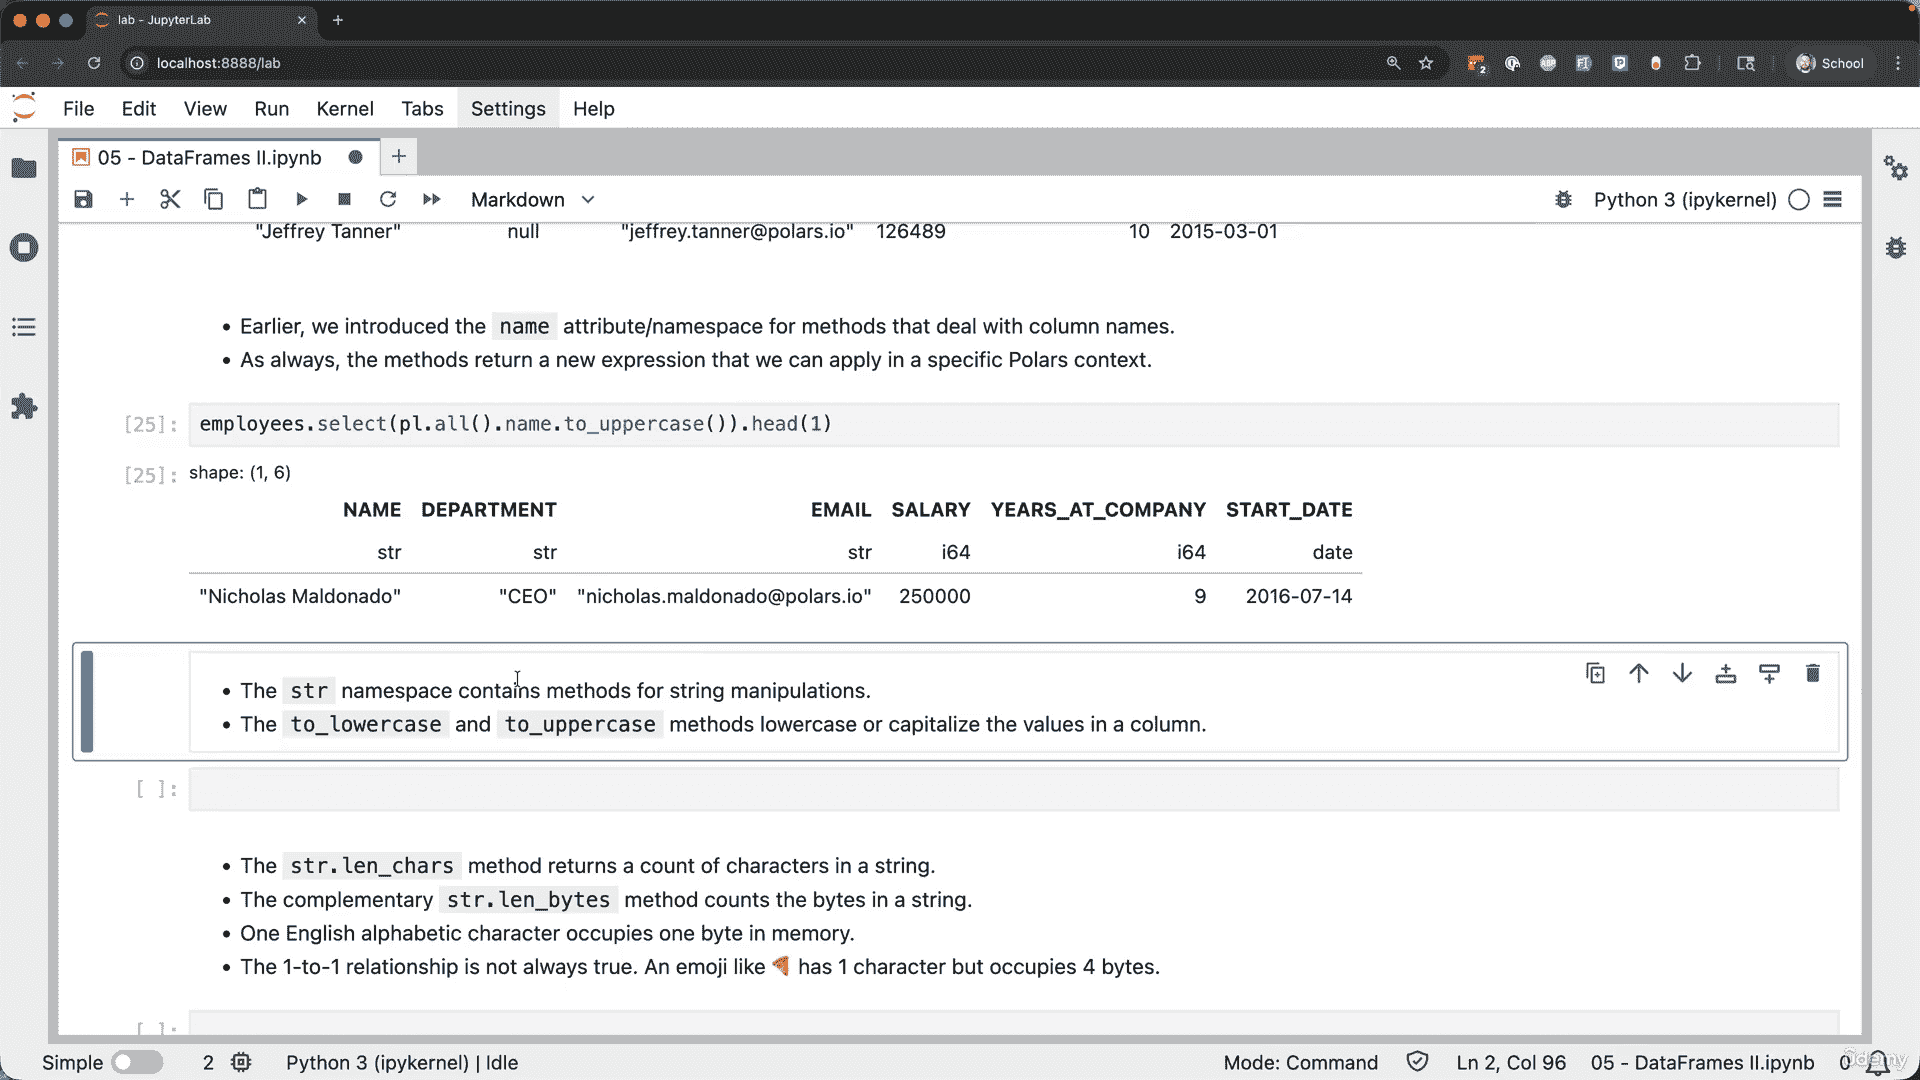 lab - JupyterLab
localhost:8888/lab
2
ABP
School
File Edit View Run Kernel Tabs Settings Help
05 - DataFrames II.ipynb
Markdown
Python 3 (ipykernel)
"Jeffrey Tanner" null "jeffrey.tanner@polars.io" 126489 10 2015-03-01
• Earlier, we introduced the name attribute/namespace for methods that deal with column names.
• As always, the methods return a new expression that we can apply in a specific Polars context.
[25]: employees.select(pl.all().name.to_uppercase()).head(1)
[25]: shape: (1, 6)
NAME DEPARTMENT EMAIL SALARY YEARS_AT_COMPANY START_DATE
str str str i64 i64 date
"Nicholas Maldonado" "CEO" "nicholas.maldonado@polars.io" 250000 9 2016-07-14
• The str namespace contains methods for string manipulations.
• The to_lowercase and to_uppercase methods lowercase or capitalize the values in a column.
[ ]:
• The str.len_chars method returns a count of characters in a string.
• The complementary str.len_bytes method counts the bytes in a string.
• One English alphabetic character occupies one byte in memory.
• The 1-to-1 relationship is not always true. An emoji like 🍕 has 1 character but occupies 4 bytes.
[ ]:
Simple 2 Python 3 (ipykernel) | Idle Mode: Command Ln 2, Col 96 05 - DataFrames II.ipynb 0
Udemy